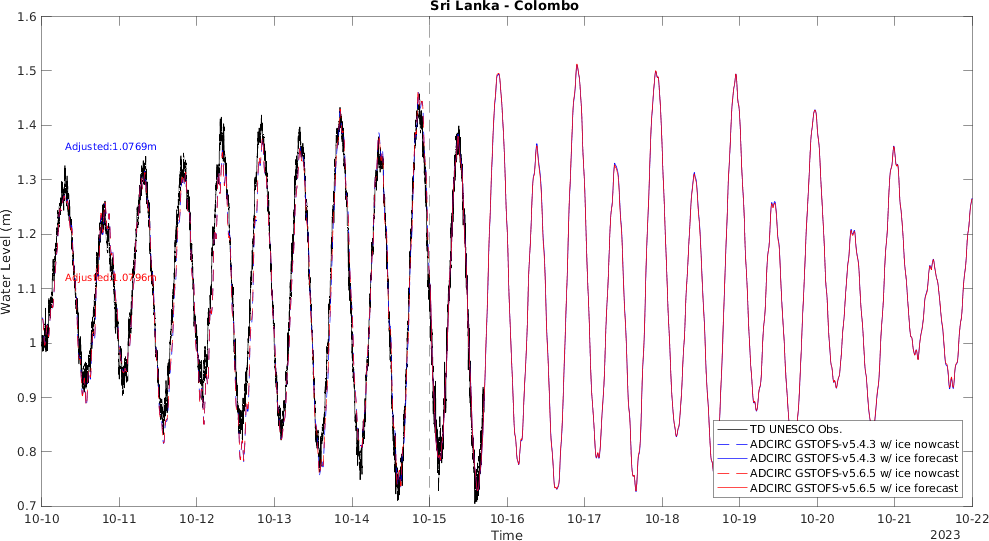 Sri Lanka - Colombo
1.6
1.5
1.4
1.3
1.2
1.1
1
0.9
0.8
0.7
Water Level (m)
Adjusted:1.0769m
Adjusted:1.0796m
TD UNESCO Obs.
ADCIRC GSTOFS-v5.4.3 w/ ice nowcast
ADCIRC GSTOFS-v5.4.3 w/ ice forecast
ADCIRC GSTOFS-v5.6.5 w/ ice nowcast
ADCIRC GSTOFS-v5.6.5 w/ ice forecast
10-10 10-11 10-12 10-13 10-14 10-15 10-16 10-17 10-18 10-19 10-20 10-21 10-22
Time
2023